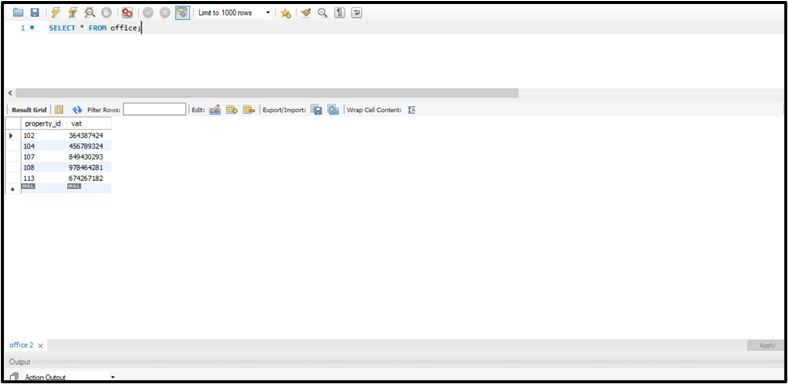 Limit to 1000 rows
1 SELECT * FROM office;
Result Grid Filter Rows: Edit: Export/Import: Wrap Cell Content:
property_id vat
102 364387424
104 456789324
107 849430293
108 978464281
113 674267182
NULL NULL
office 2 Apply
Output
Action Output